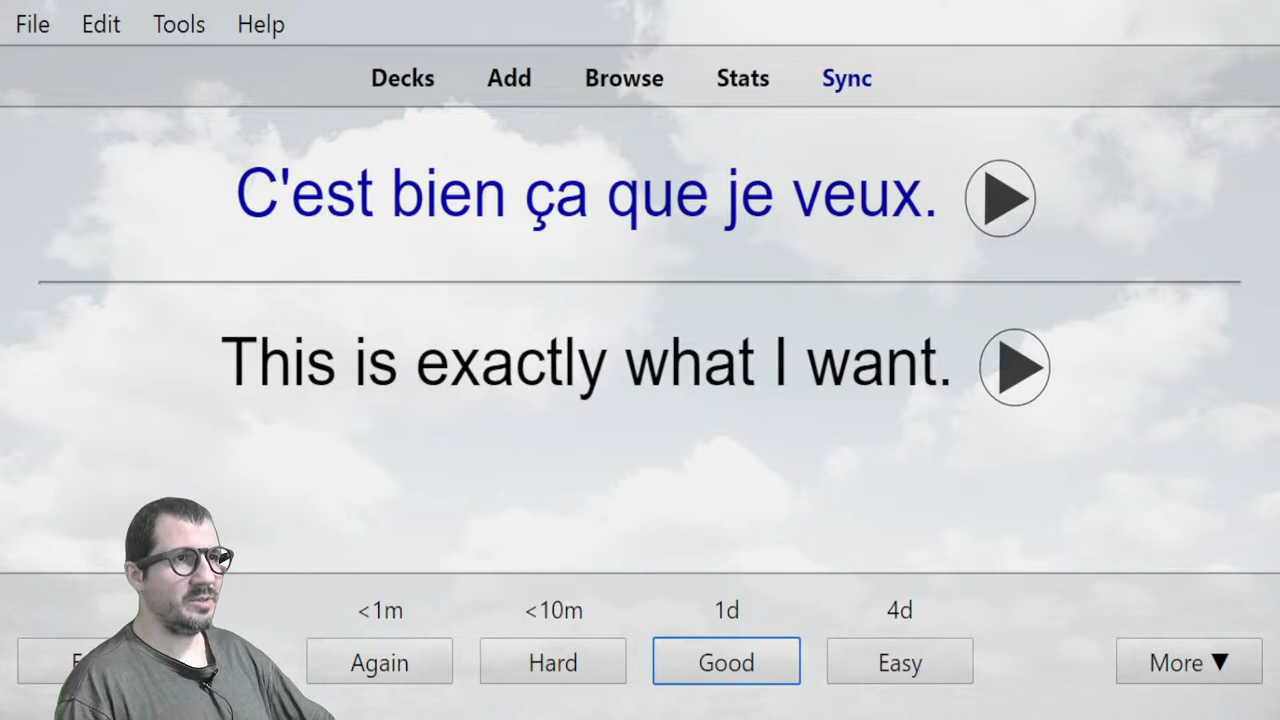 File Edit Tools Help
Decks Add Browse Stats Sync
C'est bien ça que je veux.
This is exactly what I want.
<1m <10m 1d 4d
Again Hard Good Easy More ▼